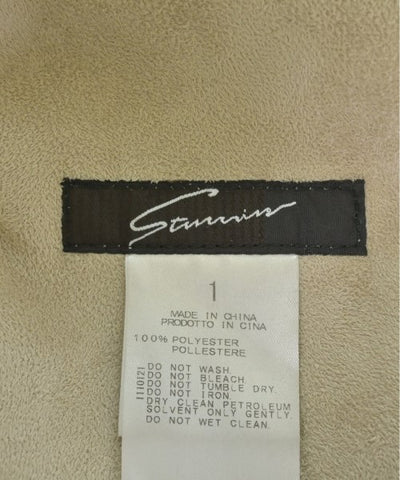 Stunning
1
MADE IN CHINA
PRODOTTO IN CINA
100% POLYESTER
POLLESTERE
DO NOT WASH.
DO NOT BLEACH.
DO NOT TUMBLE DRY.
DO NOT IRON.
DRY CLEAN PETROLEUM
SOLVENT ONLY GENTLY.
DO NOT WET CLEAN.